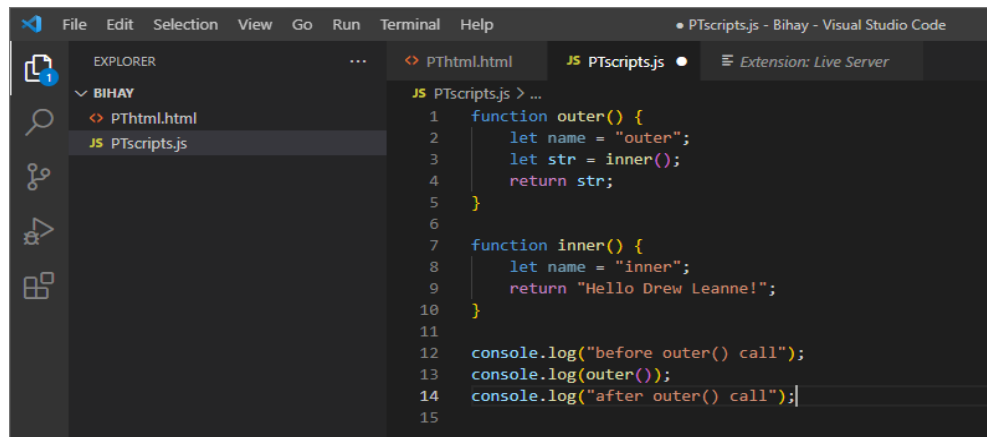 File Edit Selection View Go Run Terminal Help ● PTscripts.js - Bihay - Visual Studio Code
EXPLORER ...
BIHAY
<> PThtml.html
JS PTscripts.js
1
<> PThtml.html JS PTscripts.js ● Extension: Live Server
JS PTscripts.js > ...
1 function outer() {
2     let name = "outer";
3     let str = inner();
4     return str;
5 }
6
7 function inner() {
8     let name = "inner";
9     return "Hello Drew Leanne!";
10 }
11
12 console.log("before outer() call");
13 console.log(outer());
14 console.log("after outer() call");
15